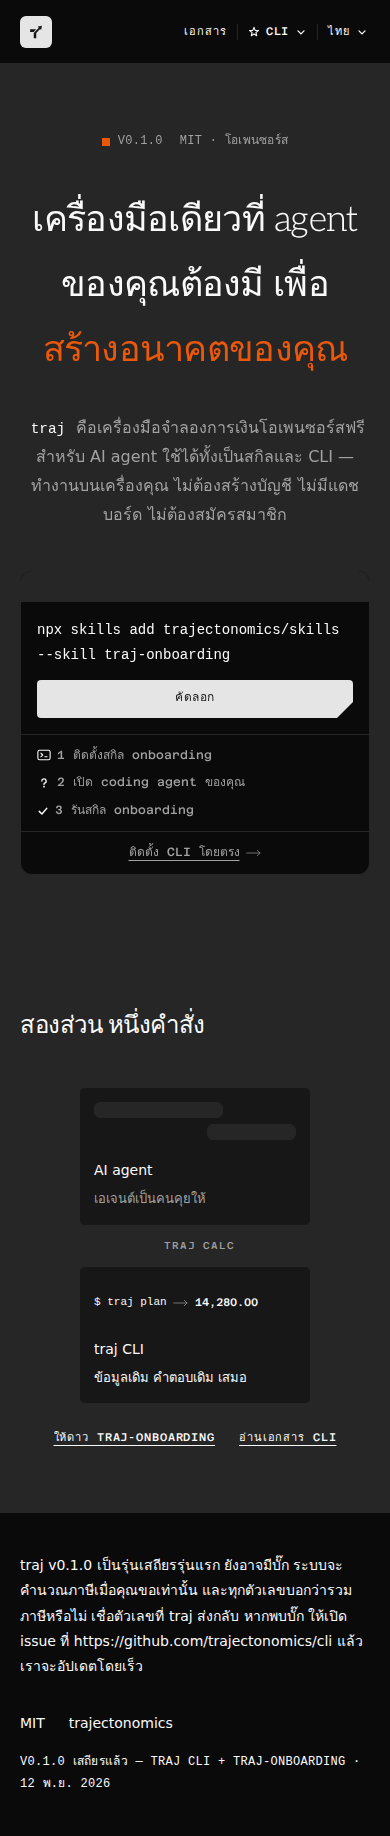 เอกสาร CLI ไทย
V0.1.0 MIT · โอเพนซอร์ส
เครื่องมือเดียวที่ agent
ของคุณต้องมี เพื่อ
สร้างอนาคตของคุณ
traj คือเครื่องมือจำลองการเงินโอเพนซอร์สฟรี
สำหรับ AI agent ใช้ได้ทั้งเป็นสกิลและ CLI —
ทำงานบนเครื่องคุณ ไม่ต้องสร้างบัญชี ไม่มีแดช
บอร์ด ไม่ต้องสมัครสมาชิก
npx skills add trajectonomics/skills
--skill traj-onboarding
คัดลอก
1 ติดตั้งสกิล onboarding
2 เปิด coding agent ของคุณ
3 รันสกิล onboarding
ติดตั้ง CLI โดยตรง →
สองส่วน หนึ่งคำสั่ง
AI agent
เอเจนต์เป็นคนคุยให้
TRAJ CALC
$ traj plan → 14,280.00
traj CLI
ข้อมูลเดิม คำตอบเดิม เสมอ
ให้ดาว TRAJ-ONBOARDING อ่านเอกสาร CLI
traj v0.1.0 เป็นรุ่นเสถียรรุ่นแรก ยังอาจมีบั๊ก ระบบจะ
คำนวณภาษีเมื่อคุณขอเท่านั้น และทุกตัวเลขบอกว่ารวม
ภาษีหรือไม่ เชื่อตัวเลขที่ traj ส่งกลับ หากพบบั๊ก ให้เปิด
issue ที่ https://github.com/trajectonomics/cli แล้ว
เราจะอัปเดตโดยเร็ว
MIT trajectonomics
V0.1.0 เสถียรแล้ว — TRAJ CLI + TRAJ-ONBOARDING ·
12 พ.ย. 2026